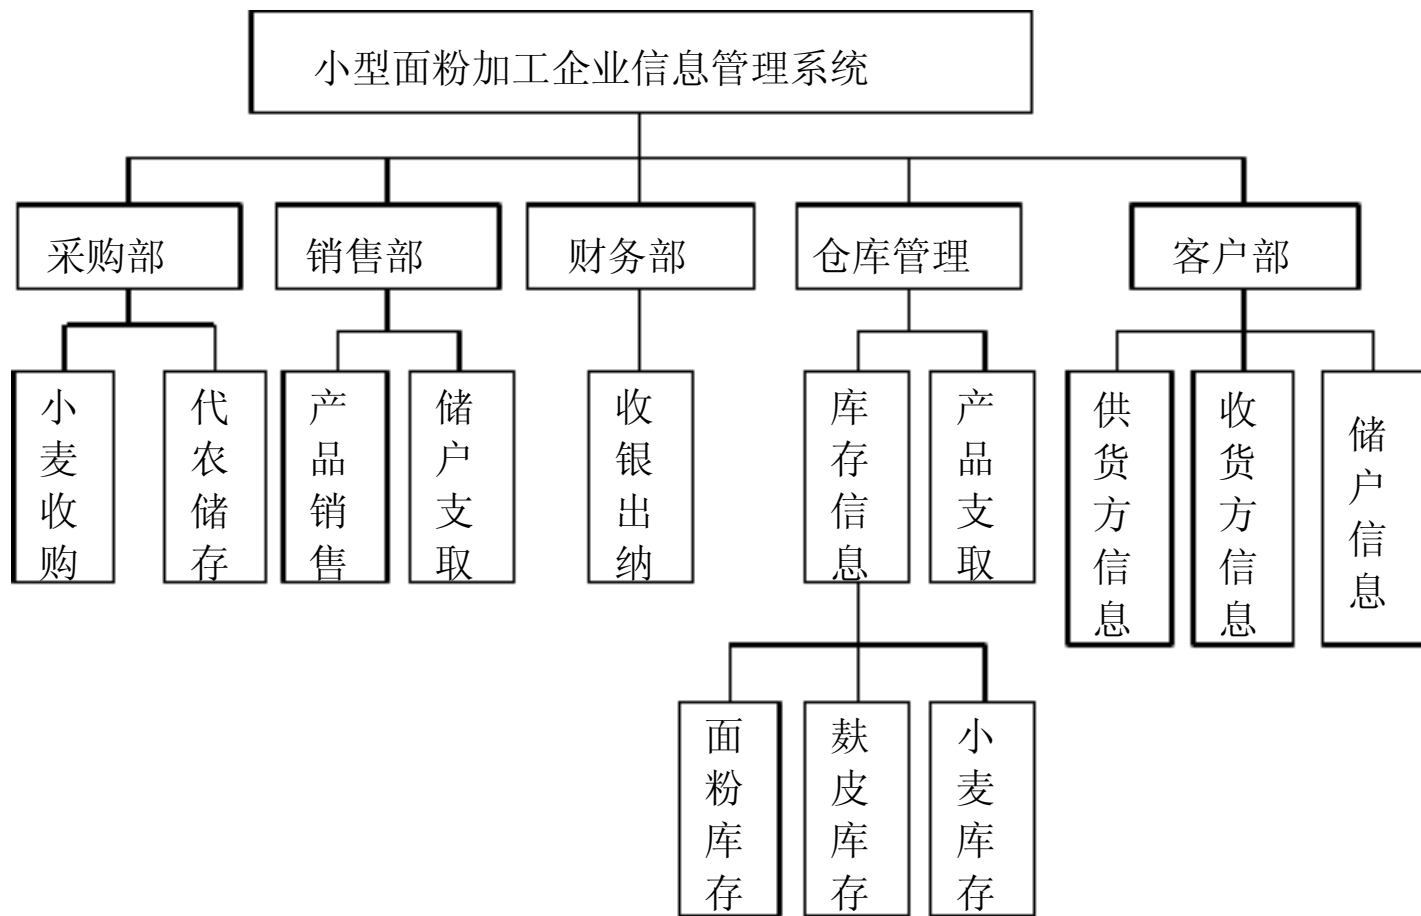 小型面粉加工企业信息管理系统
采购部
销售部
财务部
仓库管理
客户部
小麦收购
代农储存
产品销售
储户支取
收银出纳
库存信息
产品支取
供货方信息
收货方信息
储户信息
面粉库存
麸皮库存
小麦库存